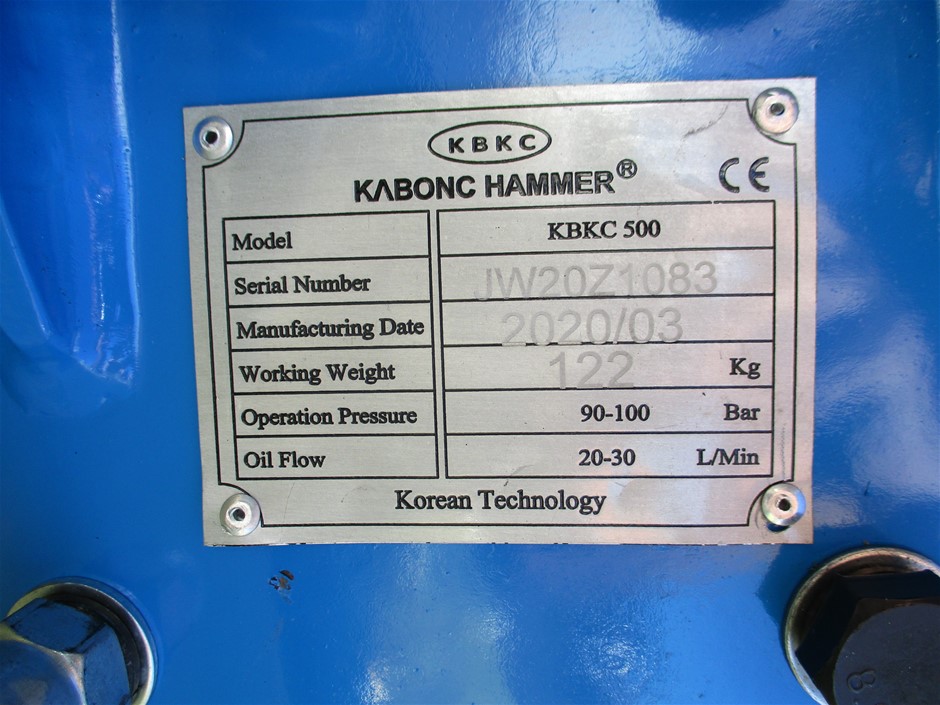 KBKC
KABONC HAMMER®
CE
Model KBKC 500
Serial Number JW20Z1083
Manufacturing Date 2020/03
Working Weight 122 Kg
Operation Pressure 90-100 Bar
Oil Flow 20-30 L/Min
Korean Technology
8